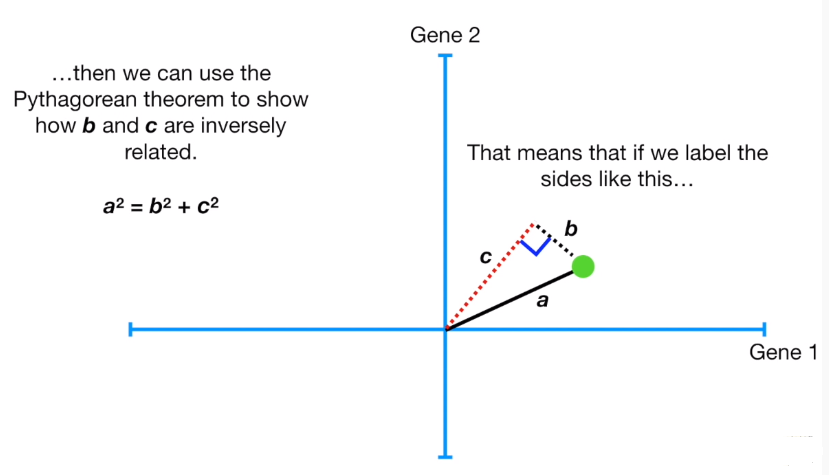 Gene 2
...then we can use the
Pythagorean theorem to show
how b and c are inversely
related.
a² = b² + c²
That means that if we label the
sides like this...
b
c
a
Gene 1